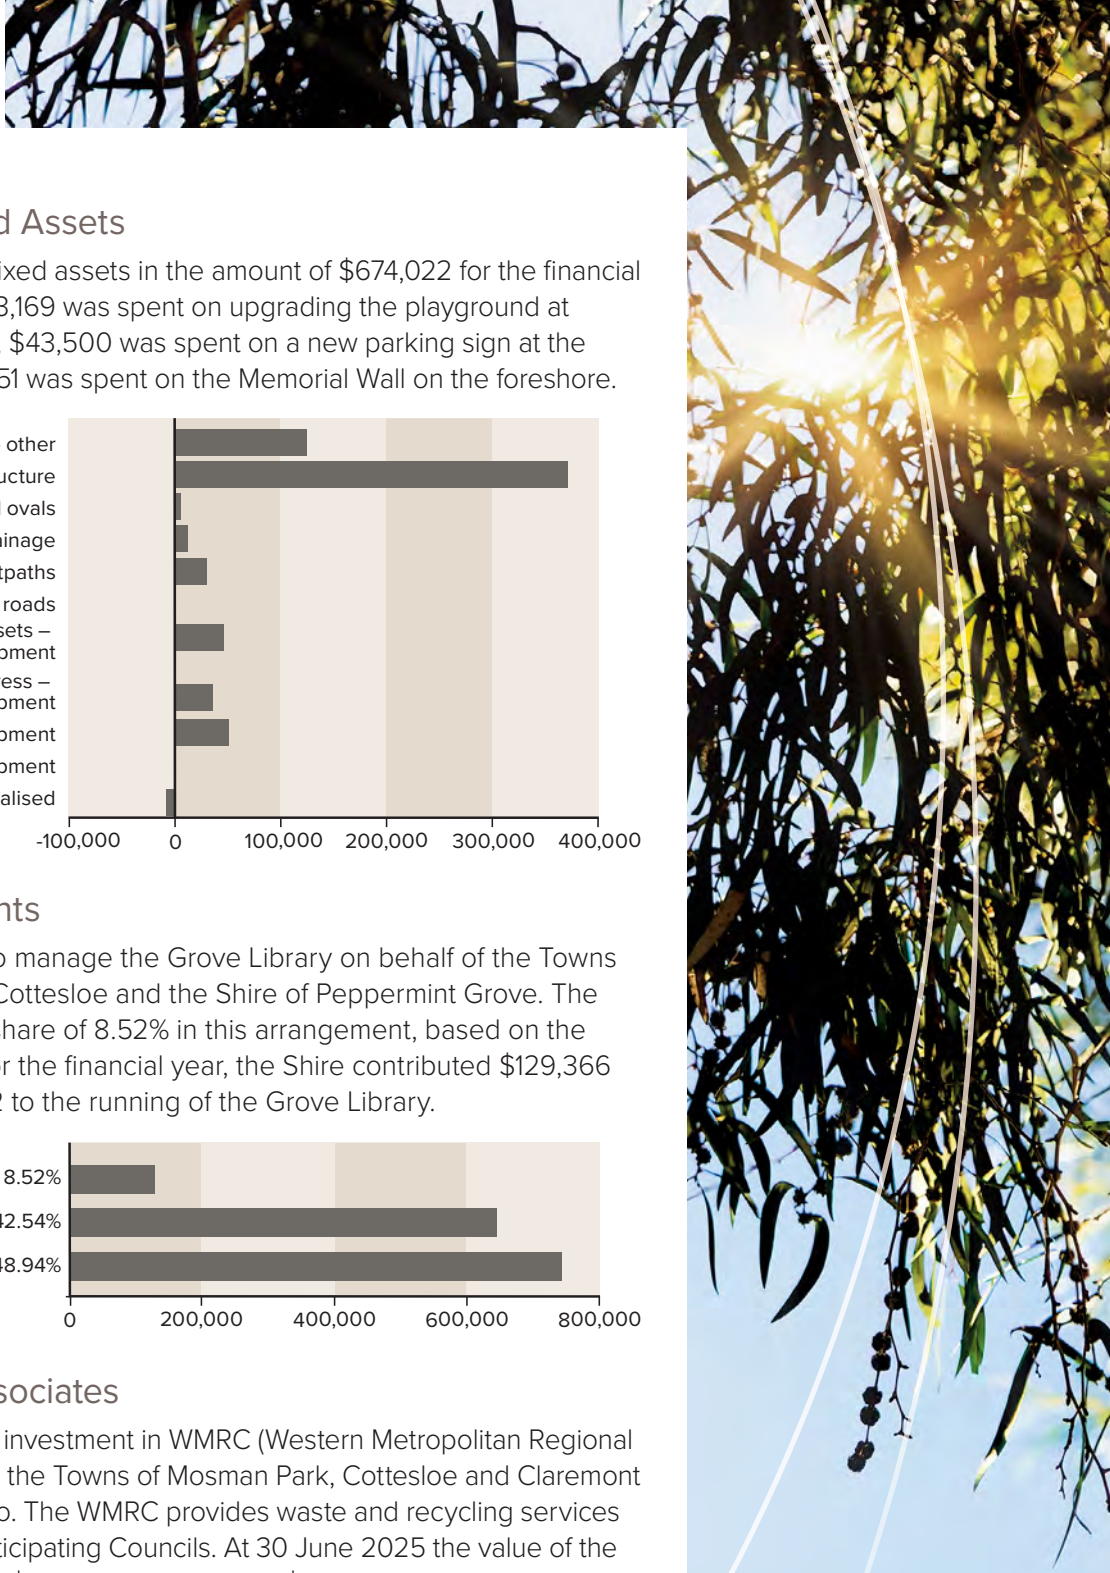 d Assets
ixed assets in the amount of $674,022 for the financial
3,169 was spent on upgrading the playground at
$43,500 was spent on a new parking sign at the
51 was spent on the Memorial Wall on the foreshore.
other
ucture
ovals
inage
tpaths
roads
sets –
pment
ress –
pment
pment
pment
alised
-100,000 0 100,000 200,000 300,000 400,000
nts
o manage the Grove Library on behalf of the Towns
Cottesloe and the Shire of Peppermint Grove. The
share of 8.52% in this arrangement, based on the
or the financial year, the Shire contributed $129,366
2 to the running of the Grove Library.
8.52%
42.54%
48.94%
0 200,000 400,000 600,000 800,000
sociates
investment in WMRC (Western Metropolitan Regional
the Towns of Mosman Park, Cottesloe and Claremont
o. The WMRC provides waste and recycling services
ticipating Councils. At 30 June 2025 the value of the